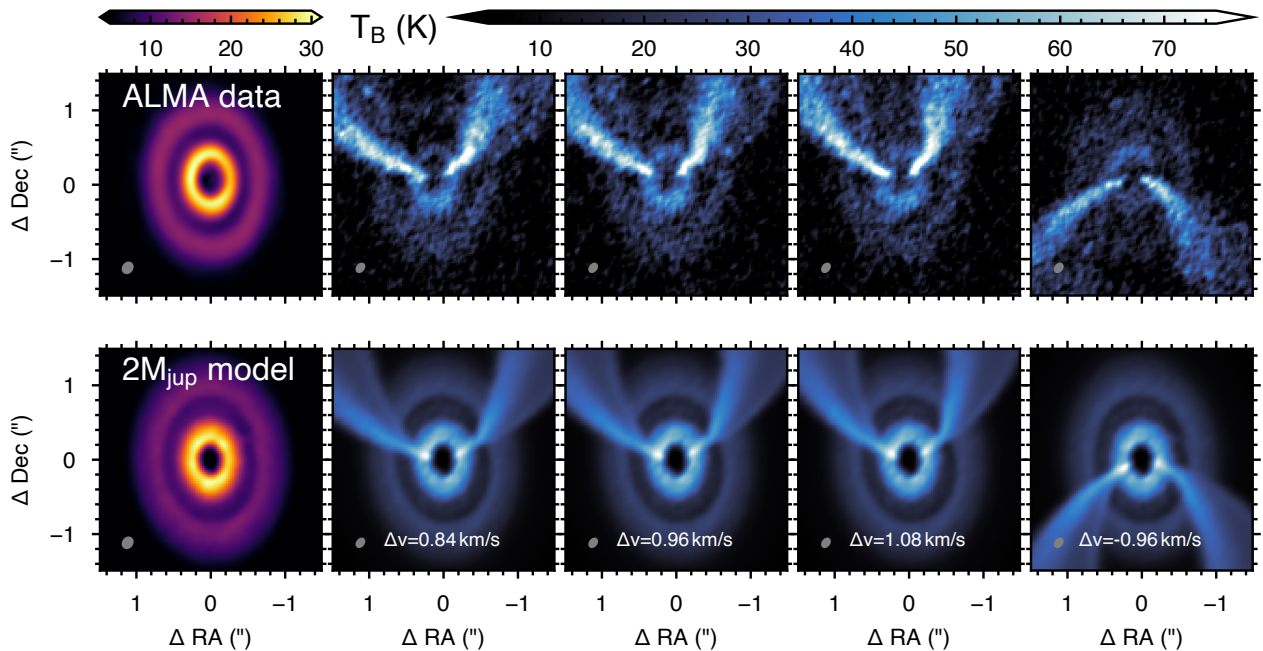 10 20 30 T_B (K) 10 20 30 40 50 60 70
ALMA data
1
0
−1
Δ Dec (")
2M_jup model
1
0
−1
Δ Dec (")
Δv=0.84 km/s Δv=0.96 km/s Δv=1.08 km/s Δv=-0.96 km/s
1 0 −1 1 0 −1 1 0 −1 1 0 −1 1 0 −1
Δ RA (") Δ RA (") Δ RA (") Δ RA (") Δ RA (")